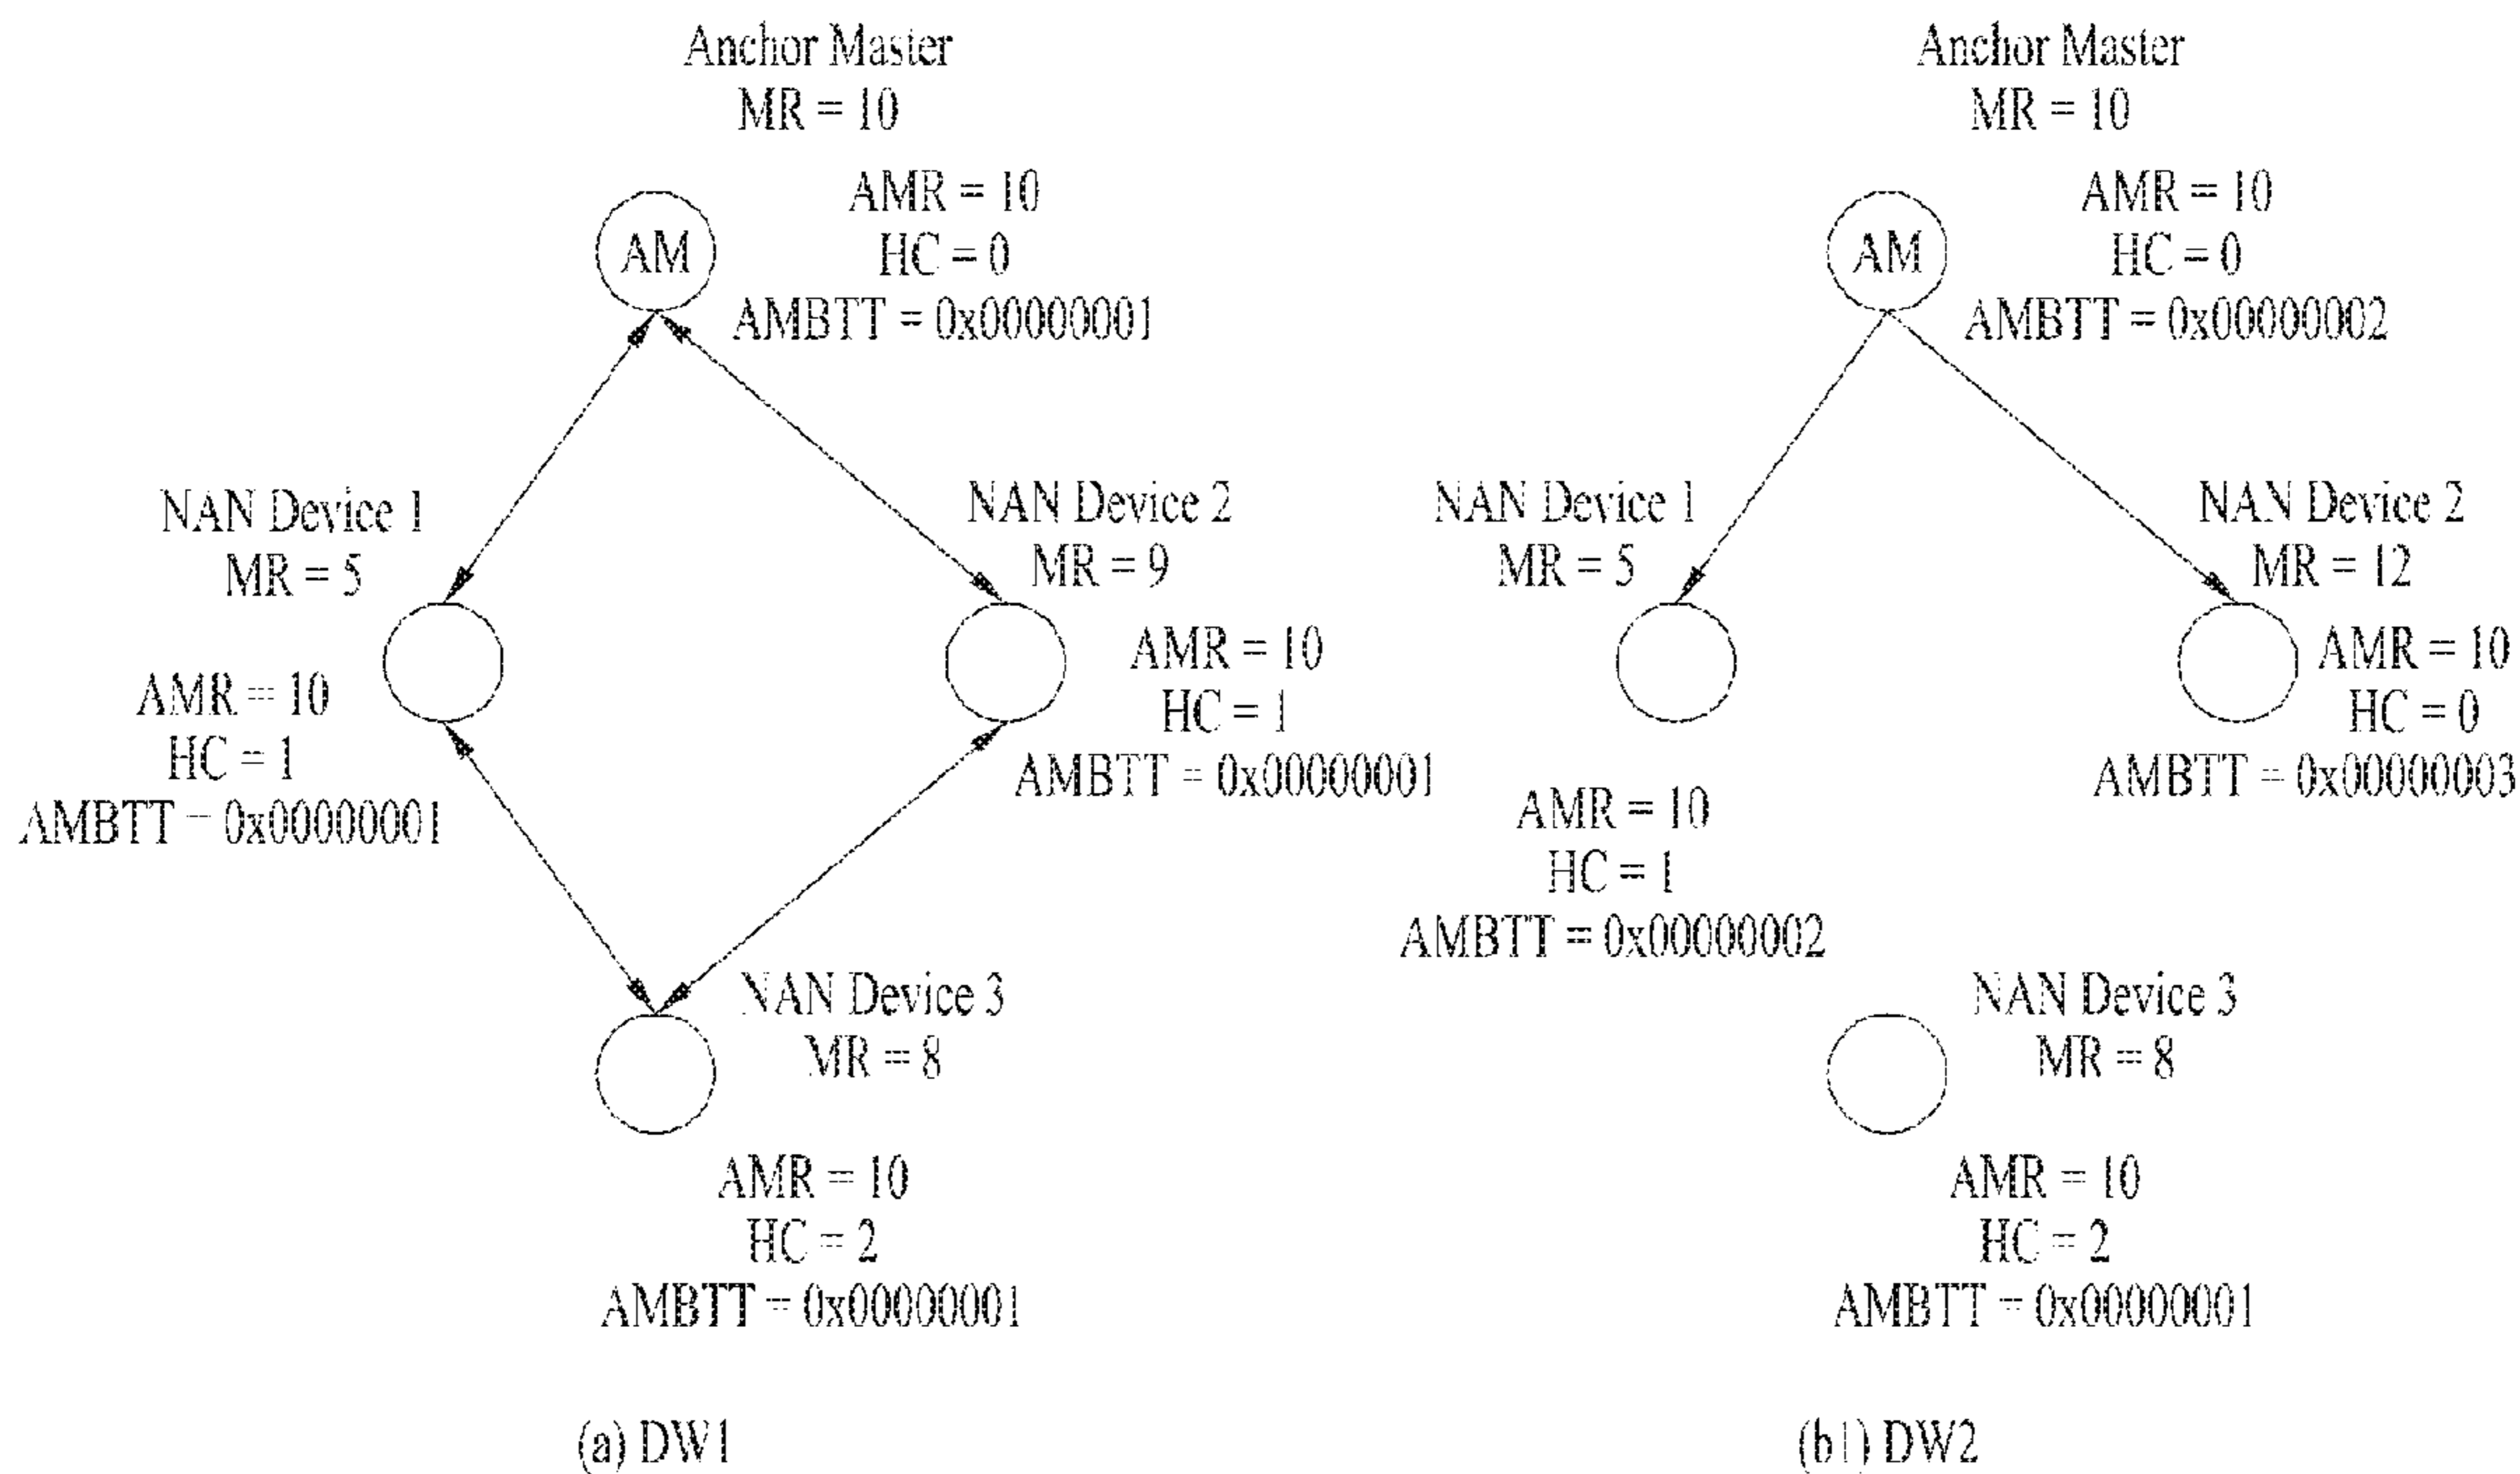 Anchor Master
MR = 10
AMR = 10
HC = 0
AMBTT = 0x00000001
AM
NAN Device 1
MR = 5
AMR = 10
HC = 1
AMBTT = 0x00000001
NAN Device 2
MR = 9
AMR = 10
HC = 1
AMBTT = 0x00000001
NAN Device 3
MR = 8
AMR = 10
HC = 2
AMBTT = 0x00000001
(a) DW1
Anchor Master
MR = 10
AMR = 10
HC = 0
AMBTT = 0x00000002
AM
NAN Device 1
MR = 5
AMR = 10
HC = 1
AMBTT = 0x00000002
NAN Device 2
MR = 12
AMR = 10
HC = 0
AMBTT = 0x00000003
NAN Device 3
MR = 8
AMR = 10
HC = 2
AMBTT = 0x00000001
(b1) DW2